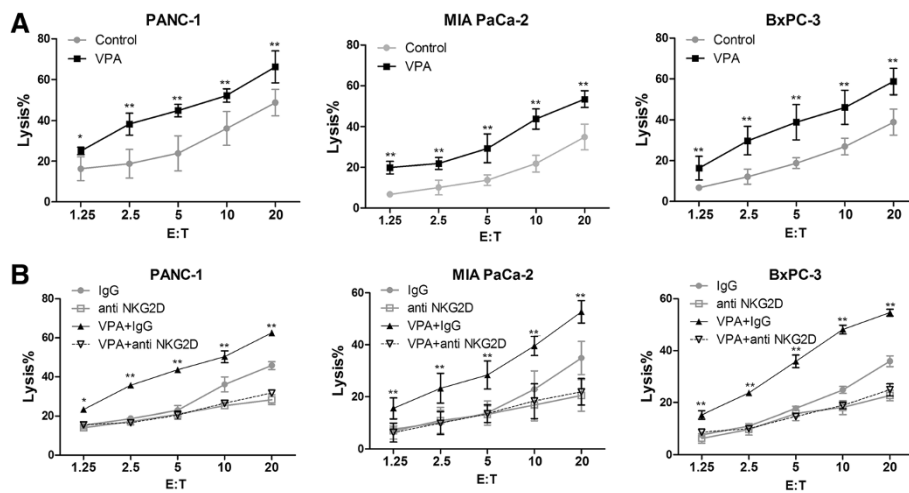 A
PANC-1
Control
VPA
Lysis%
80
60
40
20
0
*
**
**
**
**
1.25
2.5
5
10
20
E:T
MIA PaCa-2
Control
VPA
Lysis%
80
60
40
20
0
**
**
**
**
**
1.25
2.5
5
10
20
E:T
BxPC-3
Control
VPA
Lysis%
80
60
40
20
0
**
**
**
**
**
1.25
2.5
5
10
20
E:T
B
PANC-1
IgG
anti NKG2D
VPA+IgG
VPA+anti NKG2D
Lysis%
80
60
40
20
0
*
**
**
**
**
1.25
2.5
5
10
20
E:T
MIA PaCa-2
IgG
anti NKG2D
VPA+IgG
VPA+anti NKG2D
Lysis%
60
40
20
0
**
**
**
**
**
1.25
2.5
5
10
20
E:T
BxPC-3
IgG
anti NKG2D
VPA+IgG
VPA+anti NKG2D
Lysis%
60
40
20
0
**
**
**
**
**
1.25
2.5
5
10
20
E:T